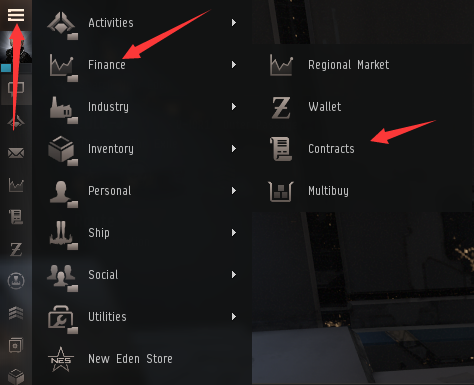 Activities
Finance
Regional Market
Industry
Wallet
Inventory
Contracts
Personal
Multibuy
Ship
Social
Utilities
NES
New Eden Store